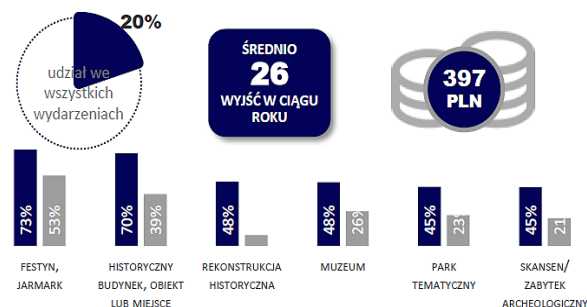 20%
udział we
wszystkich
wydarzeniach
ŚREDNIO
26
WYJŚĆ W CIĄGU
ROKU
397
PLN
73% 53% 70% 39% 48% 48% 26% 45% 23% 45% 21
FESTYN,
JARMARK
HISTORYCZNY
BUDYNEK, OBIEKT
LUB MIEJSCE
REKONSTRUKCJA
HISTORYCZNA
MUZEUM
PARK
TEMATYCZNY
SKANSEN/
ZABYTEK
ARCHEOLOGICZNY